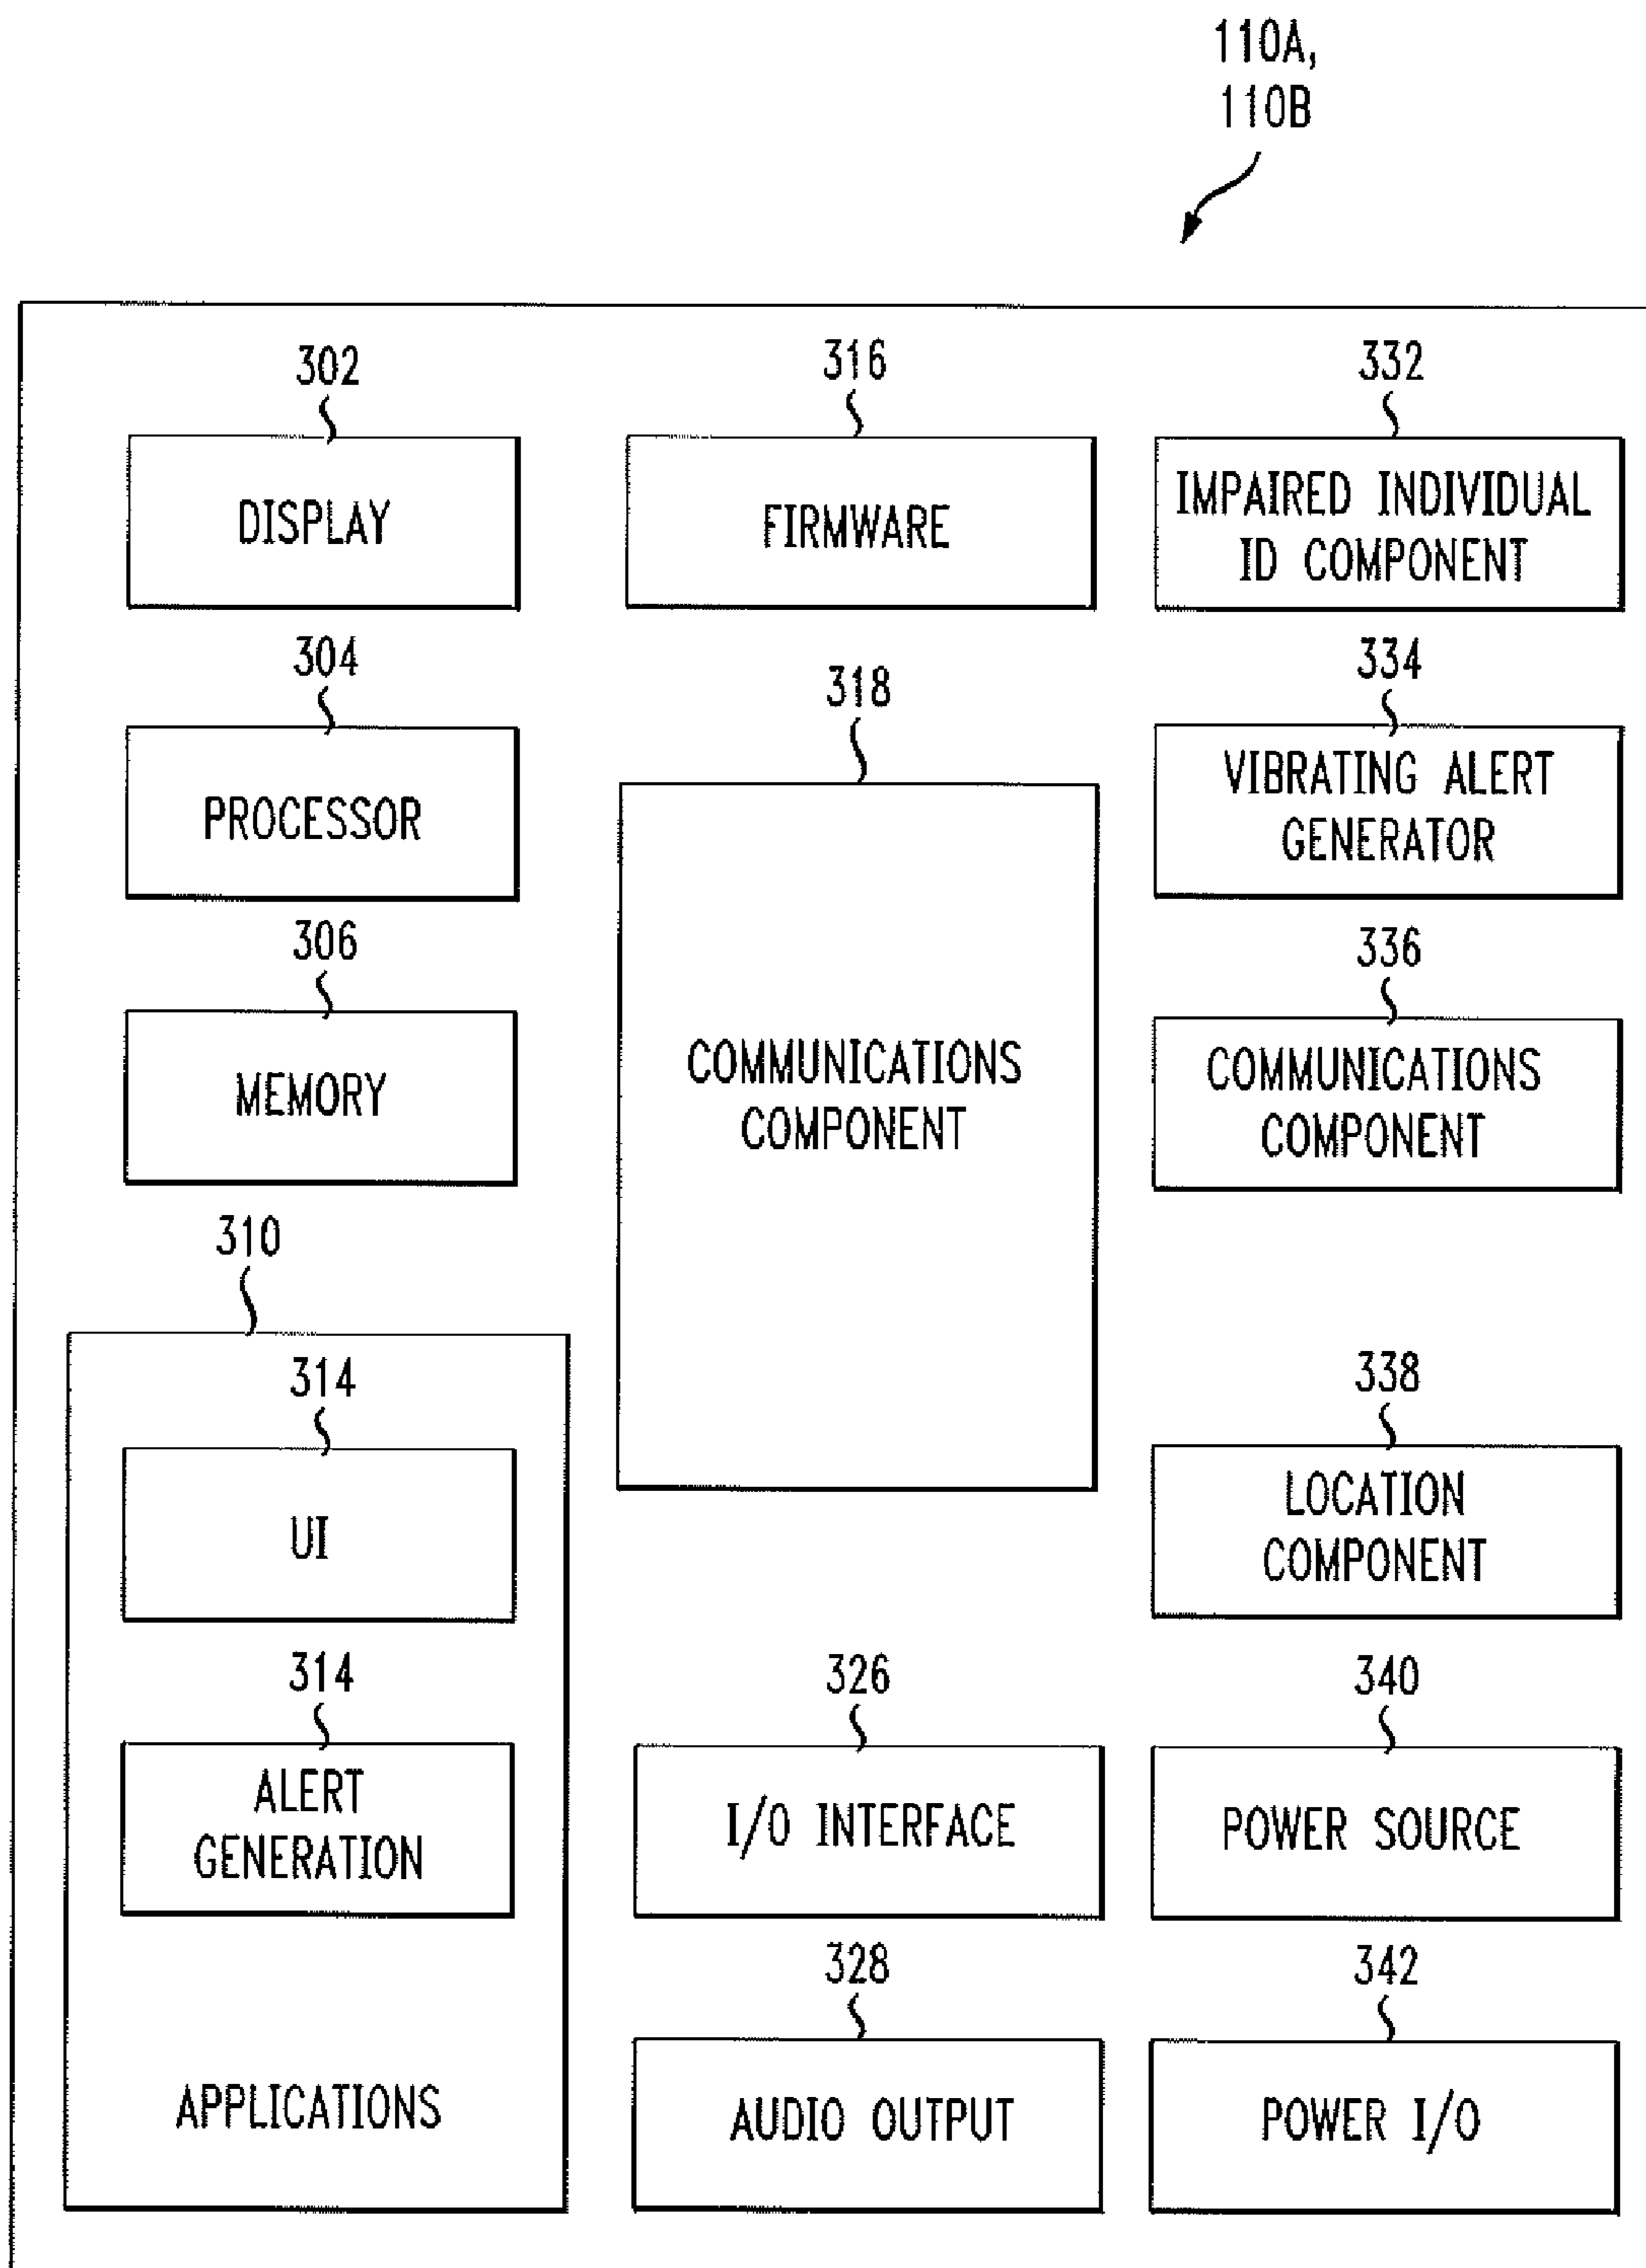 110A,
110B
302
DISPLAY
316
FIRMWARE
332
IMPAIRED INDIVIDUAL
ID COMPONENT
304
PROCESSOR
318
COMMUNICATIONS
COMPONENT
334
VIBRATING ALERT
GENERATOR
306
MEMORY
336
COMMUNICATIONS
COMPONENT
310
314
UI
314
ALERT
GENERATION
APPLICATIONS
338
LOCATION
COMPONENT
326
I/O INTERFACE
340
POWER SOURCE
328
AUDIO OUTPUT
342
POWER I/O